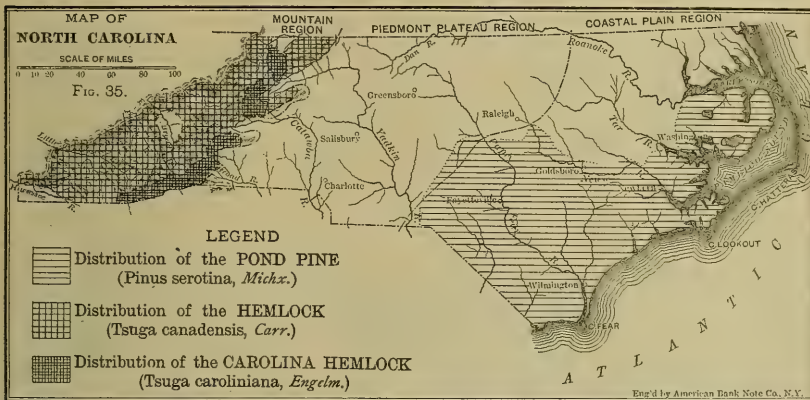 MAP OF
NORTH CAROLINA
SCALE OF MILES
0 10 20 40 60 80 100
FIG. 35.
MOUNTAIN
REGION
PIEDMONT PLATEAU REGION
COASTAL PLAIN REGION
Dan R.
Roanoke R.
Greensboro
Raleigh
Tar R.
Washington
Salisbury
Catawba R.
Yadkin
Charlotte
Goldsboro
Neuse
Fayetteville
Cape
R.
Wilmington
C. FEAR
C. LOOKOUT
C. HATTERAS
ATLANTIC
LEGEND
Distribution of the POND PINE
(Pinus serotina, Michx.)
Distribution of the HEMLOCK
(Tsuga canadensis, Carr.)
Distribution of the CAROLINA HEMLOCK
(Tsuga caroliniana, Engelm.)
Eng'd by American Bank Note Co., N.Y.